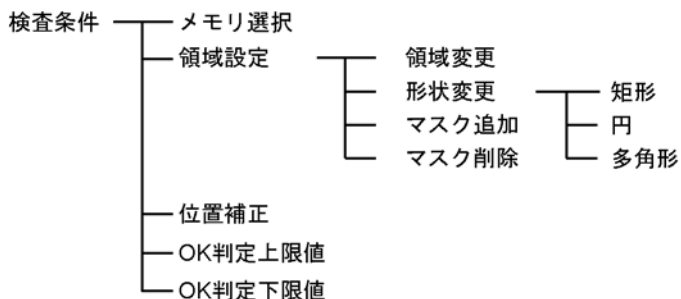 検査条件 メモリ選択
領域設定 領域変更
形状変更 矩形
マスク追加 円
マスク削除 多角形
位置補正
OK判定上限値
OK判定下限値